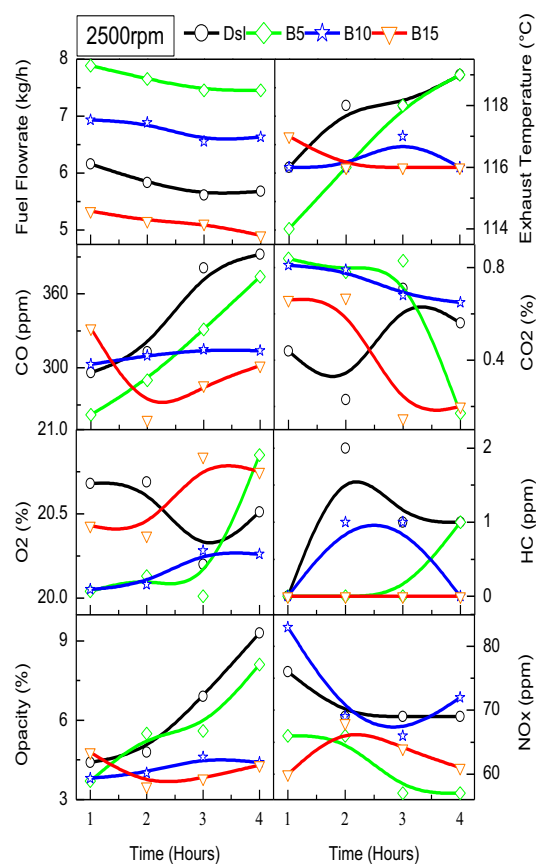 2500rpm
Dsl B5 B10 B15
Fuel Flowrate (kg/h)
8
7
6
5
Exhaust Temperature (°C)
118
116
114
CO (ppm)
360
300
CO2 (%)
0.8
0.4
O2 (%)
21.0
20.5
20.0
HC (ppm)
2
1
0
Opacity (%)
9
6
3
NOx (ppm)
80
70
60
1 2 3 4
1 2 3 4
Time (Hours)
Time (Hours)